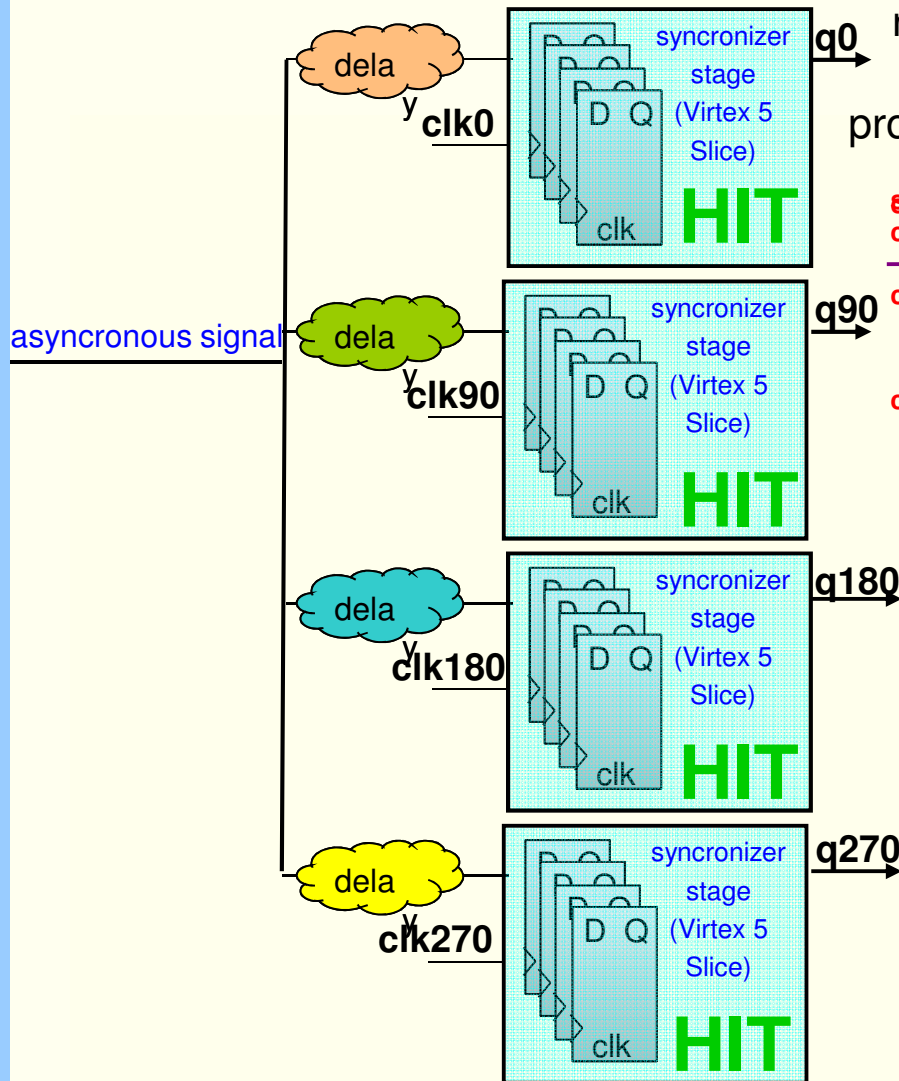 dela
y
clk0
syncronizer
stage
(Virtex 5
Slice)
D Q
clk
HIT
q0
pro
asyncronous signal
dela
y
clk90
syncronizer
stage
(Virtex 5
Slice)
D Q
clk
HIT
q90
dela
y
clk180
syncronizer
stage
(Virtex 5
Slice)
D Q
clk
HIT
q180
dela
y
clk270
syncronizer
stage
(Virtex 5
Slice)
D Q
clk
HIT
q270